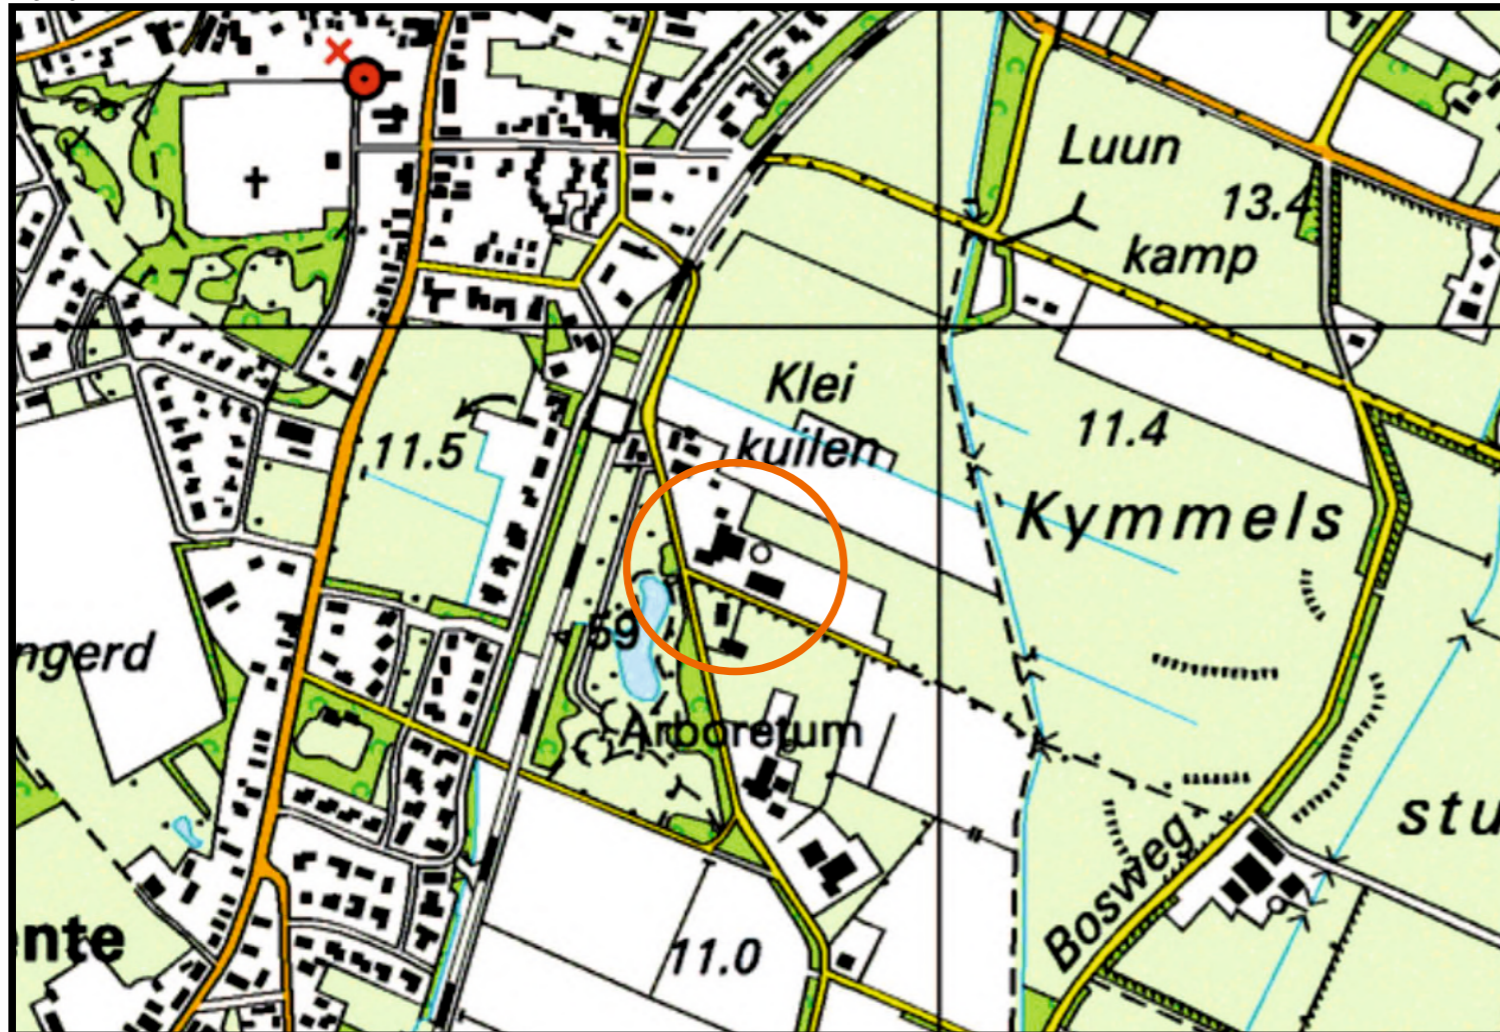 Luun
13.4
kamp
Klei
kuilen
11.4
11.5
Kymmels
59
ngerd
Arboretum
stu
Bosweg
nte
11.0